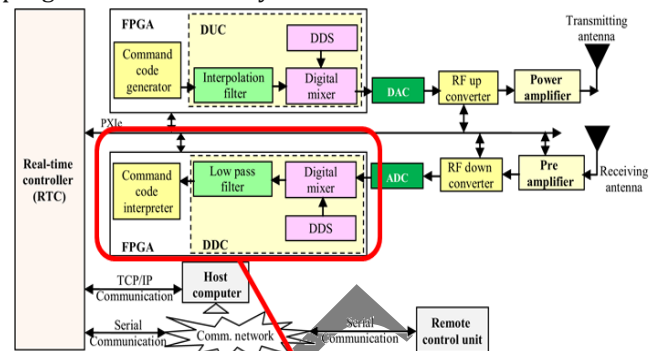 FPGA
DUC
DDS
Command
code
generator
Interpolation
filter
Digital
mixer
DAC
RF up
converter
Power
amplifier
Transmitting
antenna
PXIe
Real-time
controller
(RTC)
Command
code
interpreter
Low pass
filter
Digital
mixer
ADC
RF down
converter
Pre
amplifier
Receiving
antenna
DDS
FPGA
DDC
TCP/IP
Communication
Host
computer
Serial
Communication
Comm. network
Serial
Communication
Remote
control unit